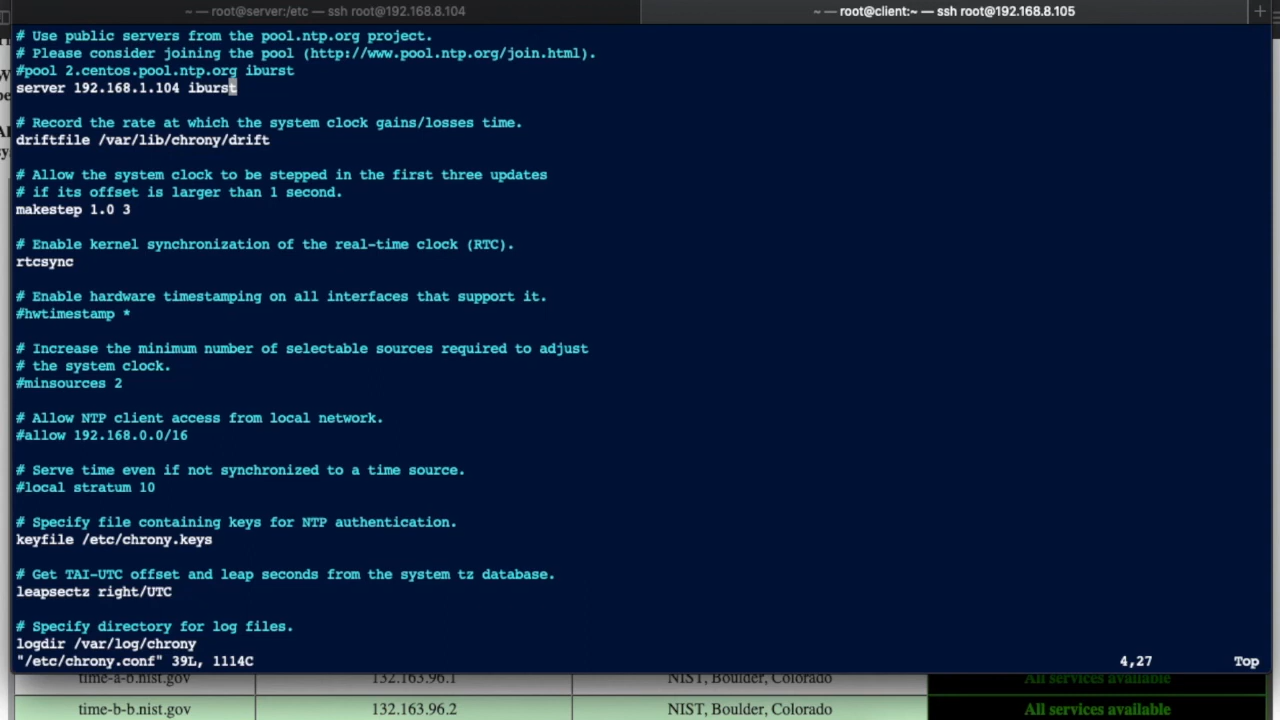 ~ — root@server:/etc — ssh root@192.168.8.104
~ — root@client:~ — ssh root@192.168.8.105
# Use public servers from the pool.ntp.org project.
# Please consider joining the pool (http://www.pool.ntp.org/join.html).
#pool 2.centos.pool.ntp.org iburst
server 192.168.1.104 iburst
# Record the rate at which the system clock gains/losses time.
driftfile /var/lib/chrony/drift
# Allow the system clock to be stepped in the first three updates
# if its offset is larger than 1 second.
makestep 1.0 3
# Enable kernel synchronization of the real-time clock (RTC).
rtcsync
# Enable hardware timestamping on all interfaces that support it.
#hwtimestamp *
# Increase the minimum number of selectable sources required to adjust
# the system clock.
#minsources 2
# Allow NTP client access from local network.
#allow 192.168.0.0/16
# Serve time even if not synchronized to a time source.
#local stratum 10
# Specify file containing keys for NTP authentication.
keyfile /etc/chrony.keys
# Get TAI-UTC offset and leap seconds from the system tz database.
leapsectz right/UTC
# Specify directory for log files.
logdir /var/log/chrony
"/etc/chrony.conf" 39L, 1114C 4,27 Top
time-a-b.nist.gov 132.163.96.1 NIST, Boulder, Colorado All services available
time-b-b.nist.gov 132.163.96.2 NIST, Boulder, Colorado All services available